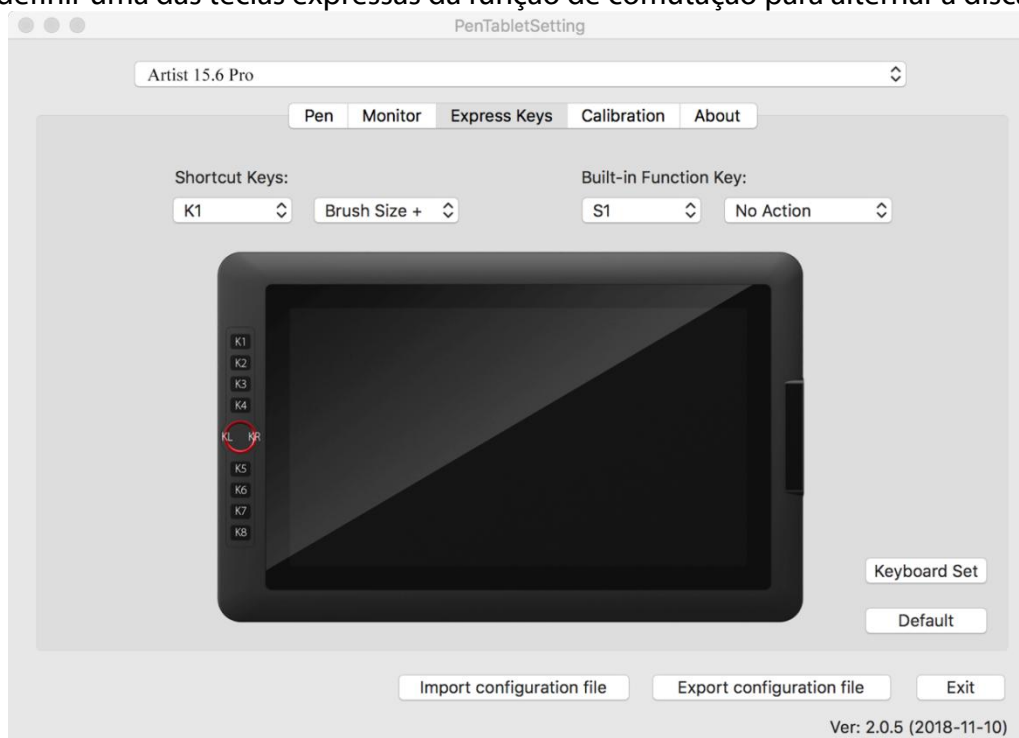 definir uma das teclas expressas da função de comutação para alternar a
PenTabletSetting
Artist 15.6 Pro
Pen Monitor Express Keys Calibration About
Shortcut Keys: Built-in Function Key:
K1 Brush Size + S1 No Action
K1
K2
K3
K4
KL KR
K5
K6
K7
K8
Keyboard Set
Default
Import configuration file Export configuration file Exit
Ver: 2.0.5 (2018-11-10)